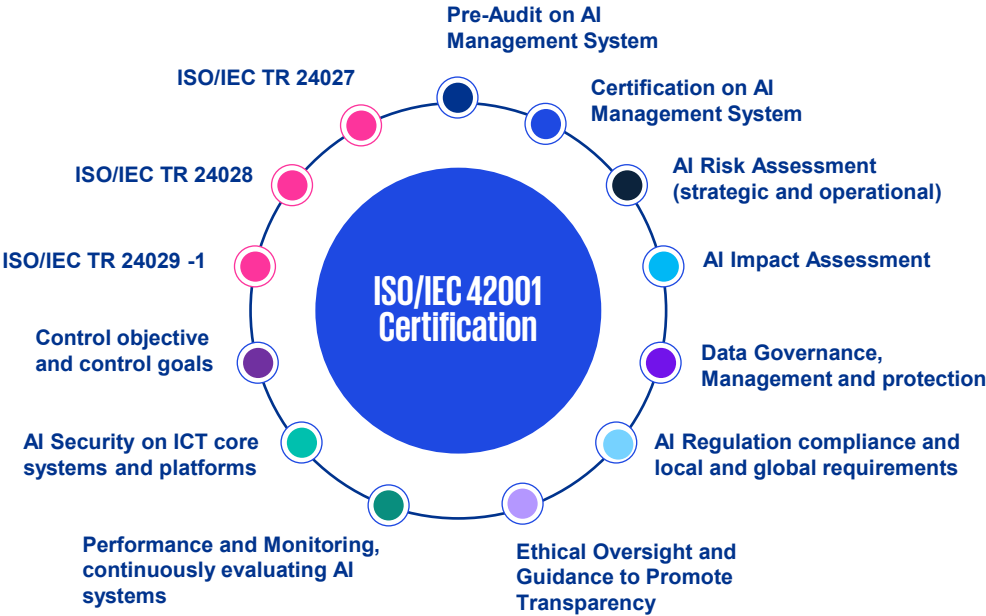 Pre-Audit on AI
Management System
Certification on AI
Management System
AI Risk Assessment
(strategic and operational)
AI Impact Assessment
Data Governance,
Management and protection
AI Regulation compliance and
local and global requirements
Ethical Oversight and
Guidance to Promote
Transparency
Performance and Monitoring,
continuously evaluating AI
systems
AI Security on ICT core
systems and platforms
Control objective
and control goals
ISO/IEC TR 24029 -1
ISO/IEC TR 24028
ISO/IEC TR 24027
ISO/IEC 42001
Certification